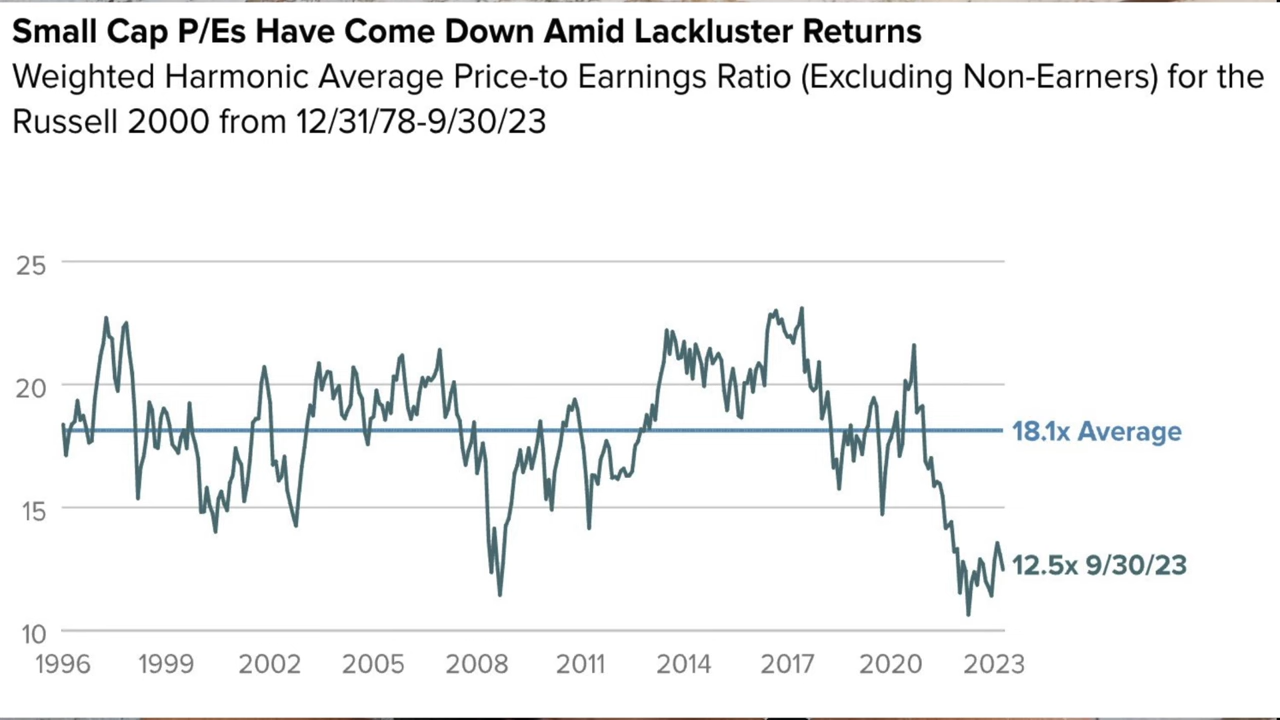 Small Cap P/Es Have Come Down Amid Lackluster Returns
Weighted Harmonic Average Price-to Earnings Ratio (Excluding Non-Earners) for the
Russell 2000 from 12/31/78-9/30/23
25
20
18.1x Average
15
12.5x 9/30/23
10
1996 1999 2002 2005 2008 2011 2014 2017 2020 2023